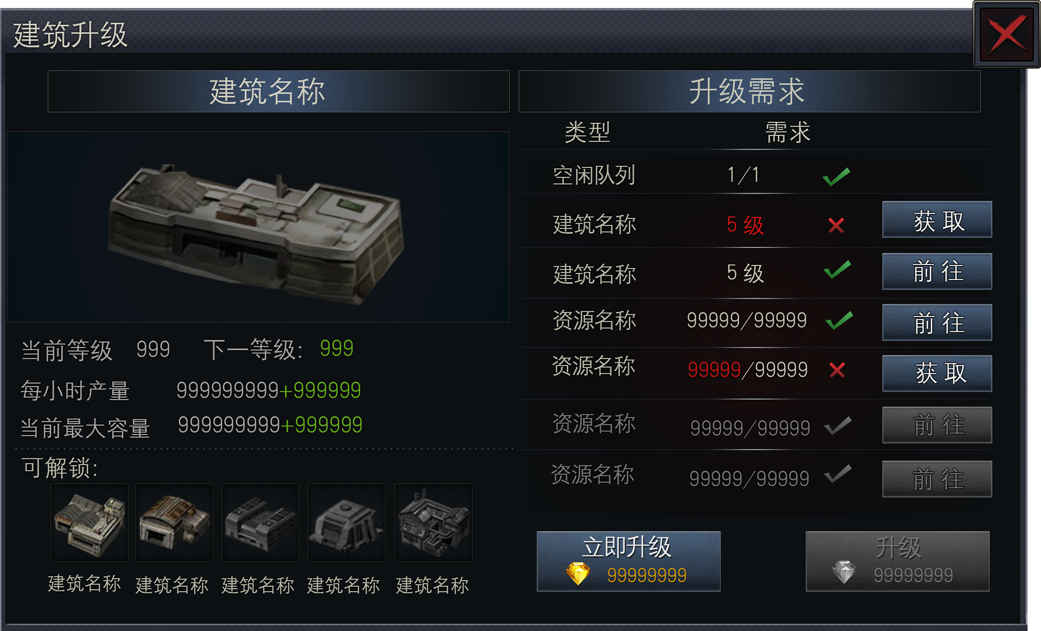 建筑升级
建筑名称
当前等级 999 下一等级: 999
每小时产量 999999999+999999
当前最大容量 999999999+999999
可解锁:
建筑名称 建筑名称 建筑名称 建筑名称 建筑名称
升级需求
类型 需求
空闲队列 1/1
建筑名称 5 级 获取
建筑名称 5 级 前往
资源名称 99999/99999 前往
资源名称 99999/99999 获取
资源名称 99999/99999 前往
资源名称 99999/99999 前往
立即升级
99999999
升级
99999999